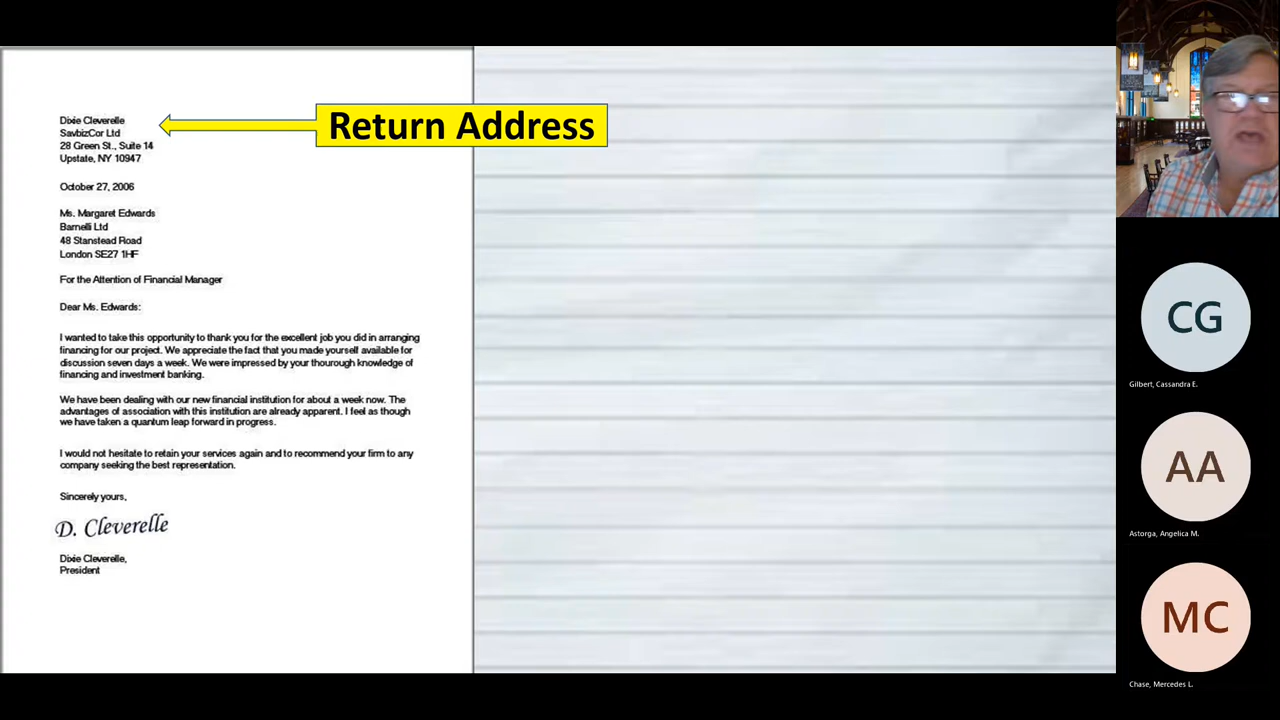 Dixie Cleverelle
SavbizCor Ltd
28 Green St., Suite 14
Upstate, NY 10947
Return Address
October 27, 2006
Ms. Margaret Edwards
Barnelli Ltd
48 Stanstead Road
London SE27 1HF
For the Attention of Financial Manager
Dear Ms. Edwards:
I wanted to take this opportunity to thank you for the excellent job you did in arranging
financing for our project. We appreciate the fact that you made yourself available for
discussion seven days a week. We were impressed by your thourough knowledge of
financing and investment banking.
We have been dealing with our new financial institution for about a week now. The
advantages of association with this institution are already apparent. I feel as though
we have taken a quantum leap forward in progress.
I would not hesitate to retain your services again and to recommend your firm to any
company seeking the best representation.
Sincerely yours,
D. Cleverelle
Dixie Cleverelle,
President
CG
Gilbert, Cassandra E.
AA
Astorga, Angelica M.
MC
Chase, Mercedes L.